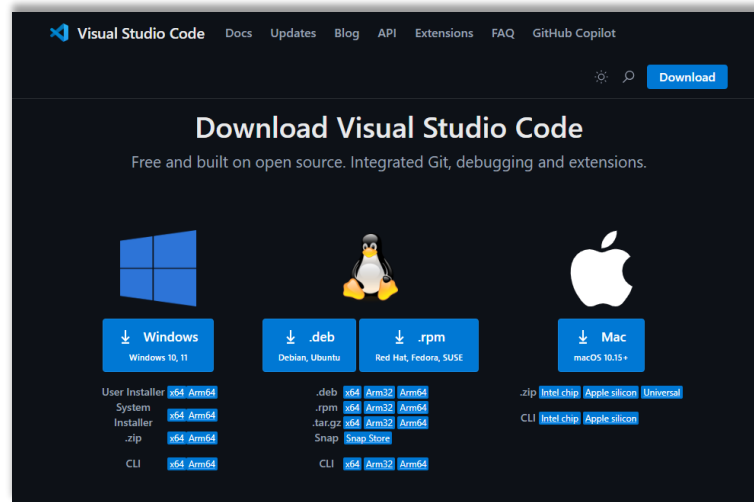 Visual Studio Code Docs Updates Blog API Extensions FAQ GitHub Copilot
Download
Download Visual Studio Code
Free and built on open source. Integrated Git, debugging and extensions.
Windows
Windows 10, 11
.deb
Debian, Ubuntu
.rpm
Red Hat, Fedora, SUSE
Mac
macOS 10.15+
User Installer x64 Arm64
System
Installer x64 Arm64
.zip x64 Arm64
CLI x64 Arm64
.deb x64 Arm32 Arm64
.rpm x64 Arm32 Arm64
.tar.gz x64 Arm32 Arm64
Snap Snap Store
CLI x64 Arm32 Arm64
.zip Intel chip Apple silicon Universal
CLI Intel chip Apple silicon